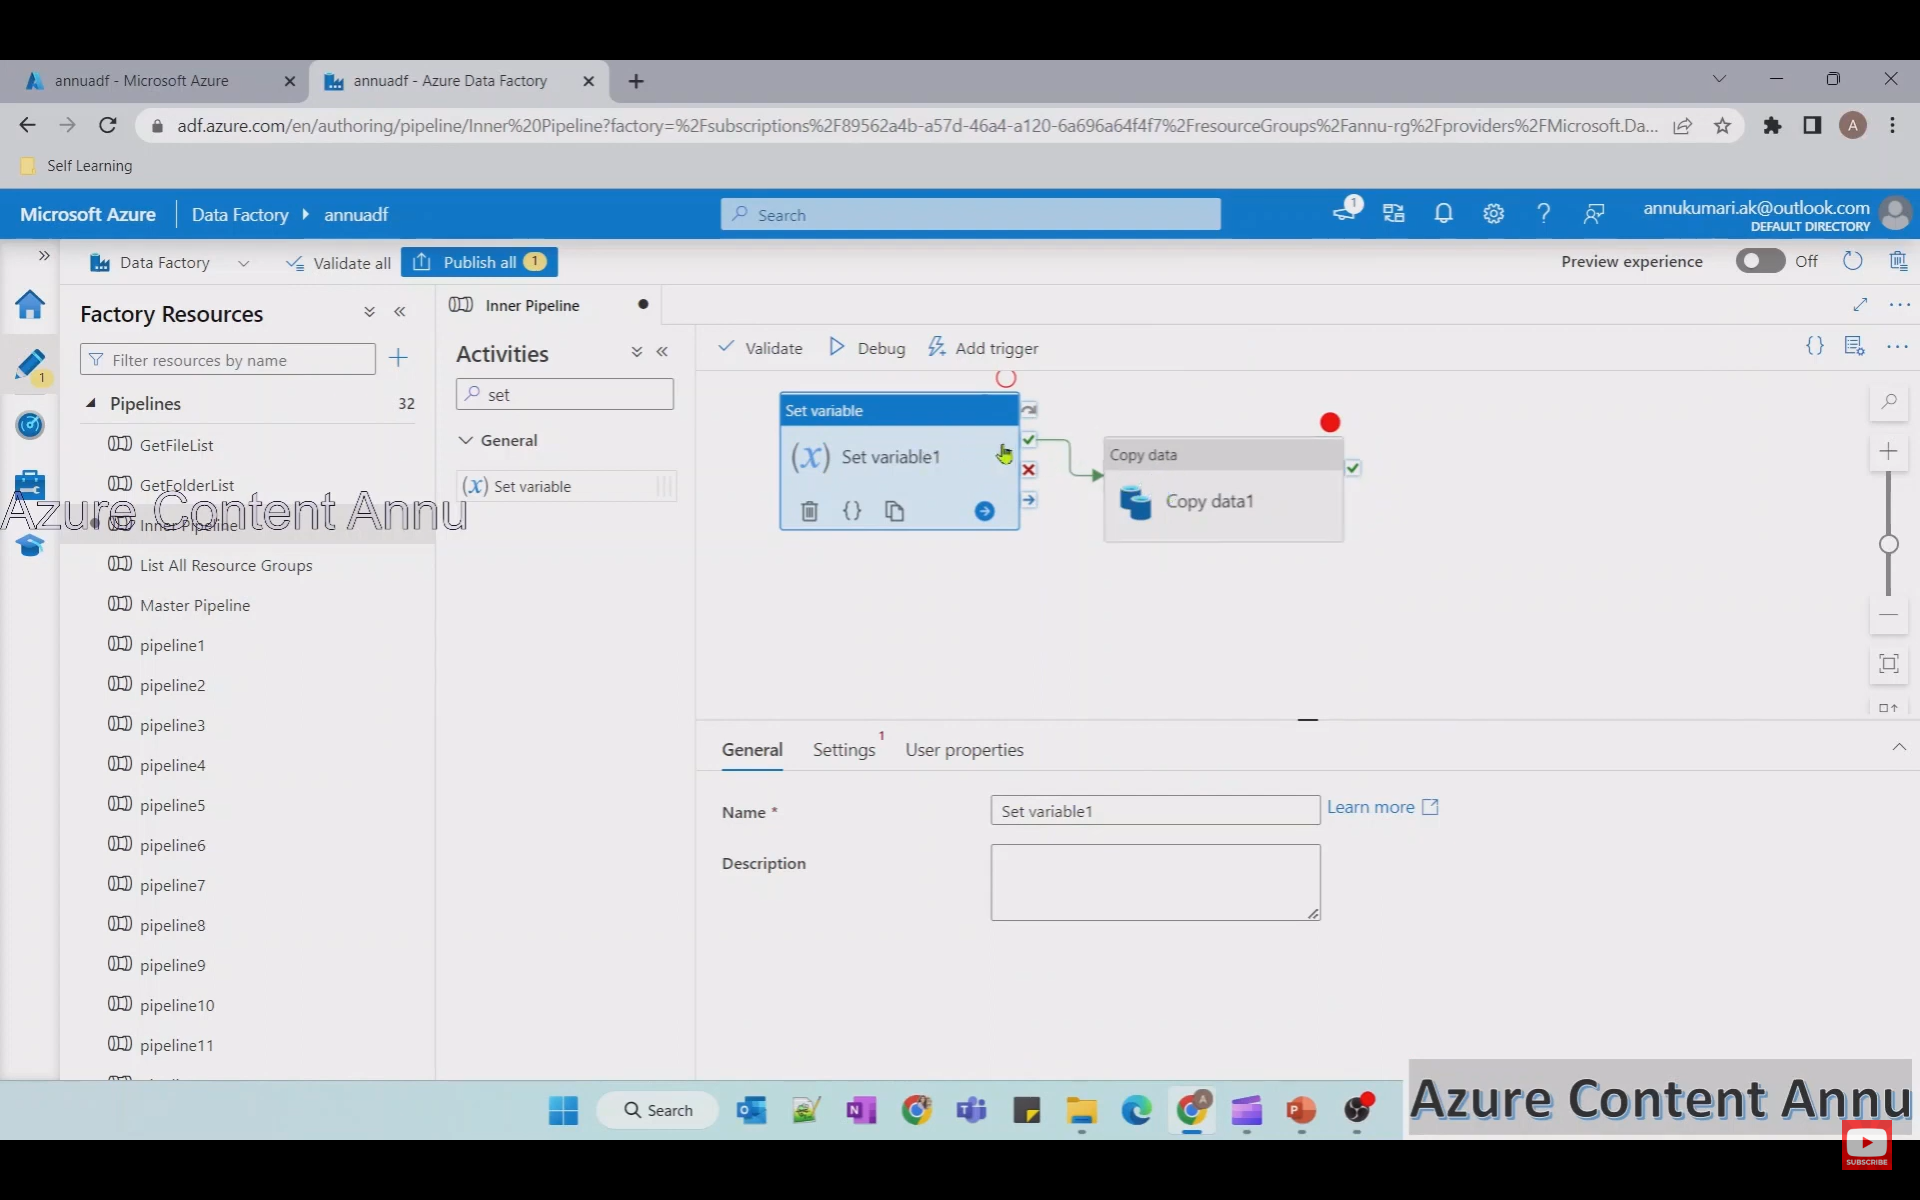 annuadf - Microsoft Azure
annuadf - Azure Data Factory
adf.azure.com/en/authoring/pipeline/Inner%20Pipeline?factory=%2Fsubscriptions%2F89562a4b-a57d-46a4-a120-6a696a64f4f7%2FresourceGroups%2Fannu-rg%2Fproviders%2FMicrosoft.Da...
A
Self Learning
Microsoft Azure
Data Factory
annuadf
Search
1
annukumari.ak@outlook.com
DEFAULT DIRECTORY
Data Factory
Validate all
Publish all
1
Preview experience
Off
Factory Resources
Inner Pipeline
Filter resources by name
Activities
Validate
Debug
Add trigger
1
set
Pipelines
32
General
Set variable
GetFileList
GetFolderList
Azure Content Annu
Inner Pipeline
List All Resource Groups
Master Pipeline
pipeline1
pipeline2
pipeline3
pipeline4
pipeline5
pipeline6
pipeline7
pipeline8
pipeline9
pipeline10
pipeline11
Set variable
(x) Set variable1
Copy data
Copy data1
General
Settings
1
User properties
Name *
Set variable1
Learn more
Description
Search
Azure Content Annu
SUBSCRIBE